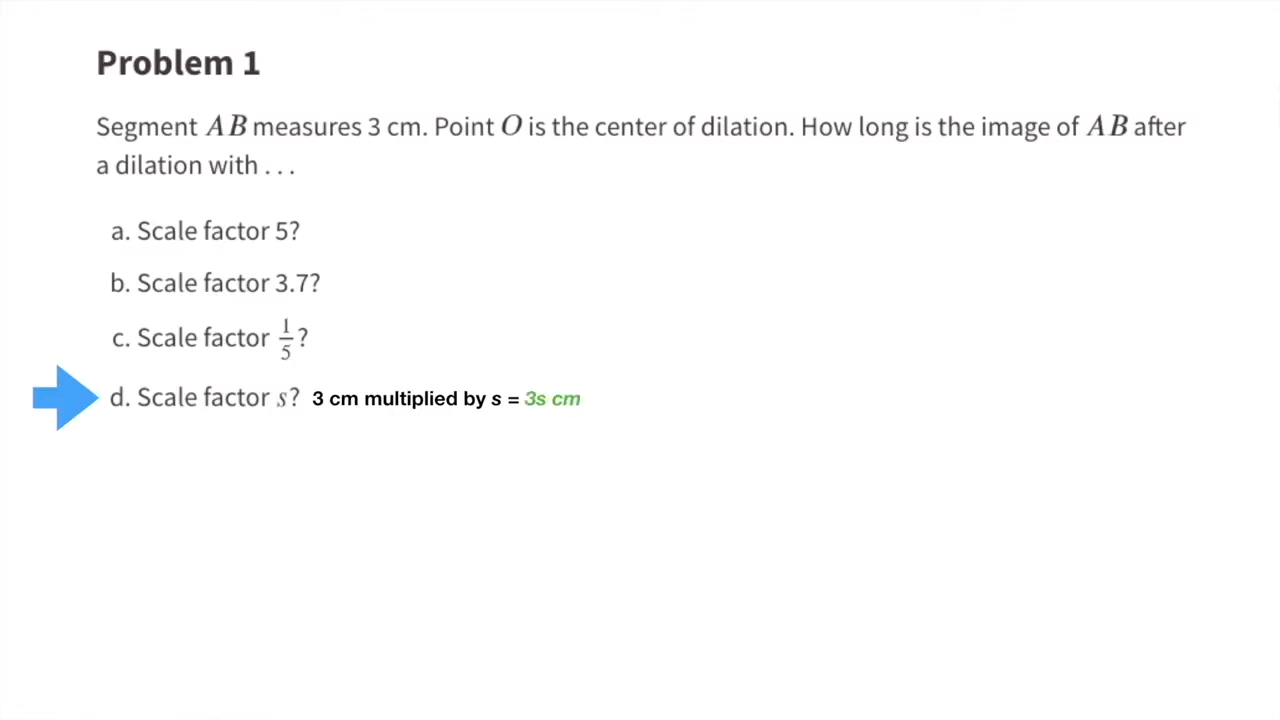 Problem 1
Segment AB measures 3 cm. Point O is the center of dilation. How long is the image of AB after
a dilation with . . .
a. Scale factor 5?
b. Scale factor 3.7?
c. Scale factor 1/5?
d. Scale factor s? 3 cm multiplied by s = 3s cm